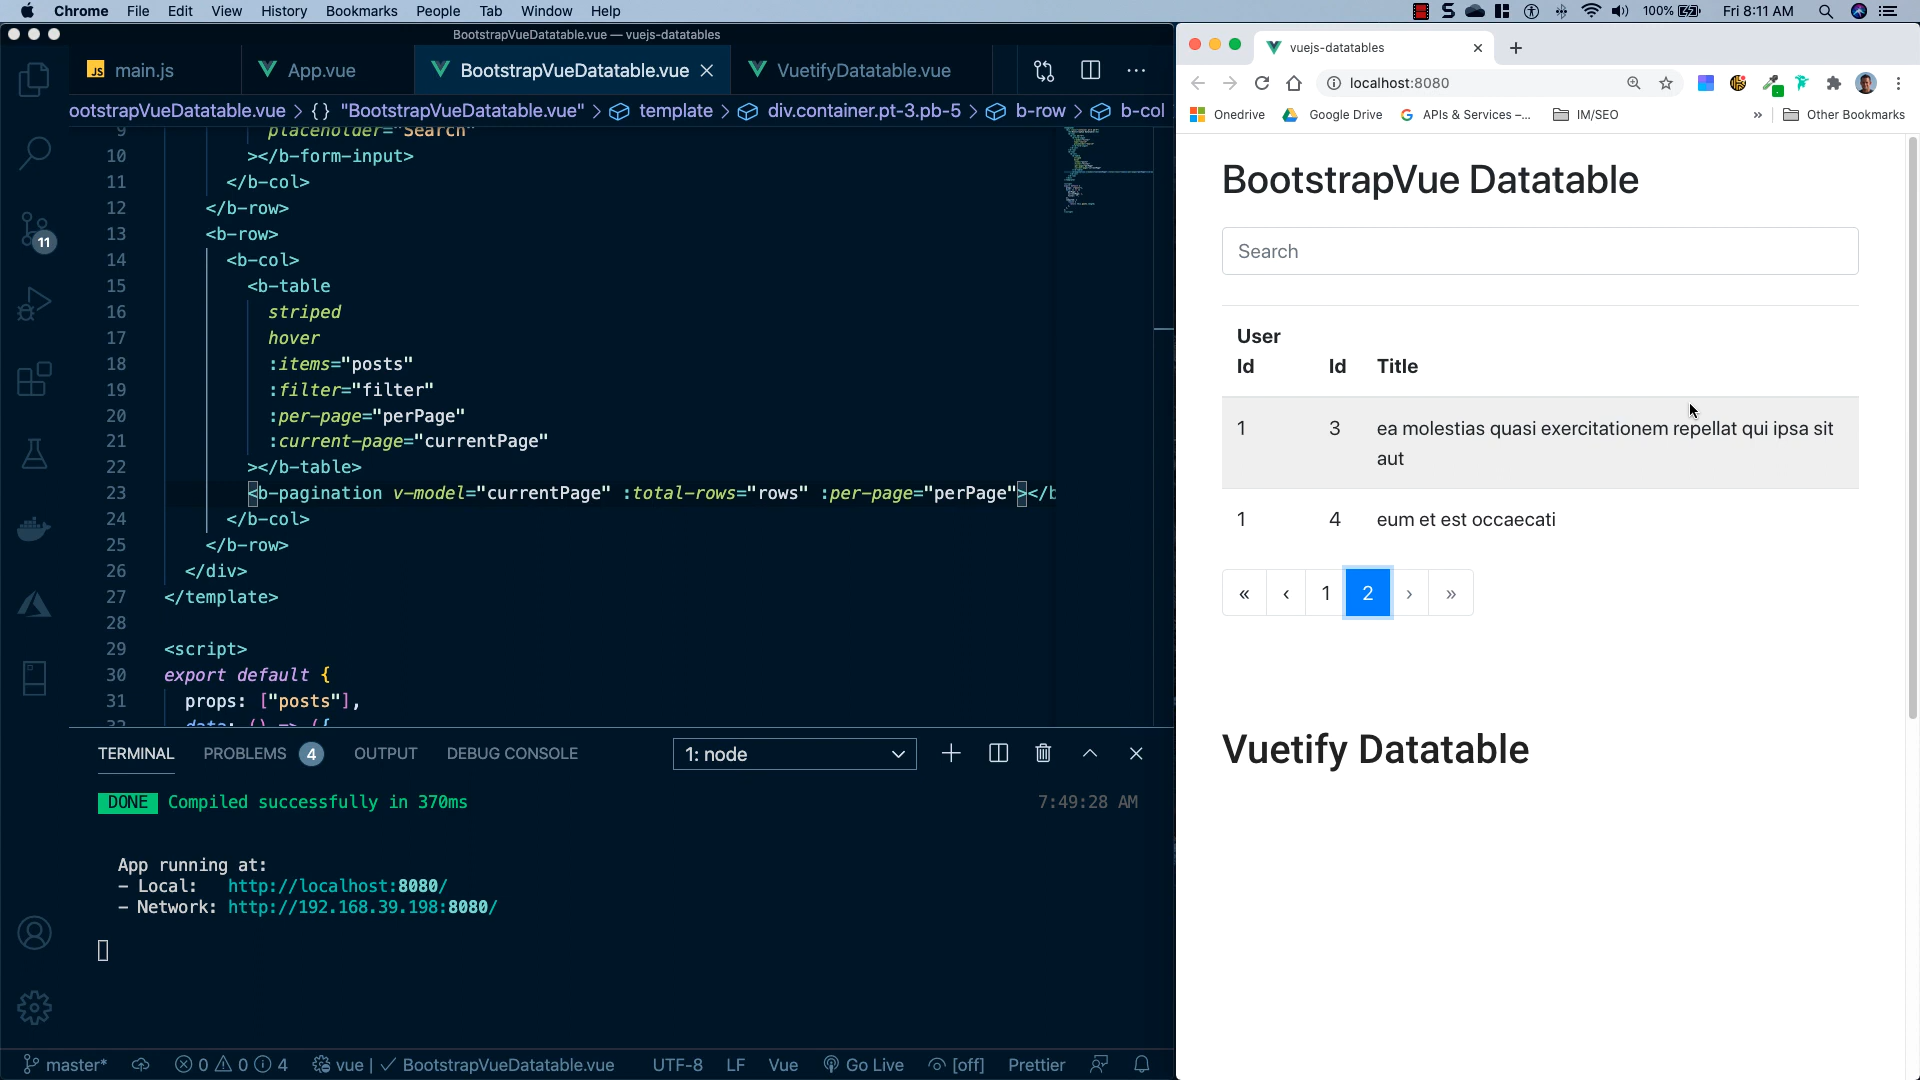 Chrome File Edit View History Bookmarks People Tab Window Help
100% Fri 8:11 AM
BootstrapVueDatatable.vue — vuejs-datatables
JS main.js App.vue BootstrapVueDatatable.vue VuetifyDatatable.vue
ootstrapVueDatatable.vue > {} "BootstrapVueDatatable.vue" > template > div.container.pt-3.pb-5 > b-row > b-col
9 placeholder="Search"
10 ></b-form-input>
11 </b-col>
12 </b-row>
13 <b-row>
14 <b-col>
15 <b-table
16 striped
17 hover
18 :items="posts"
19 :filter="filter"
20 :per-page="perPage"
21 :current-page="currentPage"
22 ></b-table>
23 <b-pagination v-model="currentPage" :total-rows="rows" :per-page="perPage"></b
24 </b-col>
25 </b-row>
26 </div>
27 </template>
28
29 <script>
30 export default {
31 props: ["posts"],
32 data: () => ({
11
TERMINAL PROBLEMS 4 OUTPUT DEBUG CONSOLE 1: node
DONE Compiled successfully in 370ms 7:49:28 AM
App running at:
- Local: http://localhost:8080/
- Network: http://192.168.39.198:8080/
master* 0 0 4 vue | ✓ BootstrapVueDatatable.vue UTF-8 LF Vue Go Live [off] Prettier
vuejs-datatables
localhost:8080
Onedrive Google Drive APIs & Services –... IM/SEO » Other Bookmarks
BootstrapVue Datatable
Search
User
Id Id Title
1 3 ea molestias quasi exercitationem repellat qui ipsa sit
aut
1 4 eum et est occaecati
« ‹ 1 2 › »
Vuetify Datatable